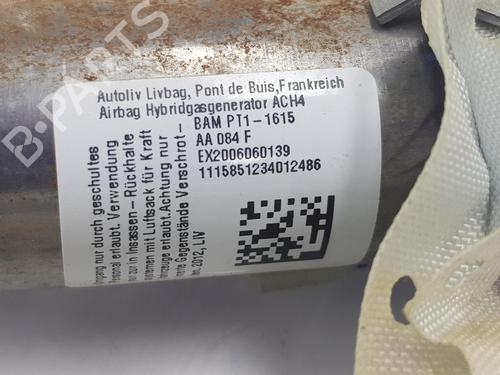 B-PARTS
Autoliv Livbag, Pont de Buis,Frankreich
Airbag Hybridgasgenerator ACH4
BAM PT1-1615
AA 084 F
EX2006060139
1115851234012486
nur durch geschultes
erlaubt. Verwendung
in Insassen-Rückhalte
mit Luftsack für Kraft
erlaubt.Achtung nur
Gegenstände Verschrot-
2012, LIV